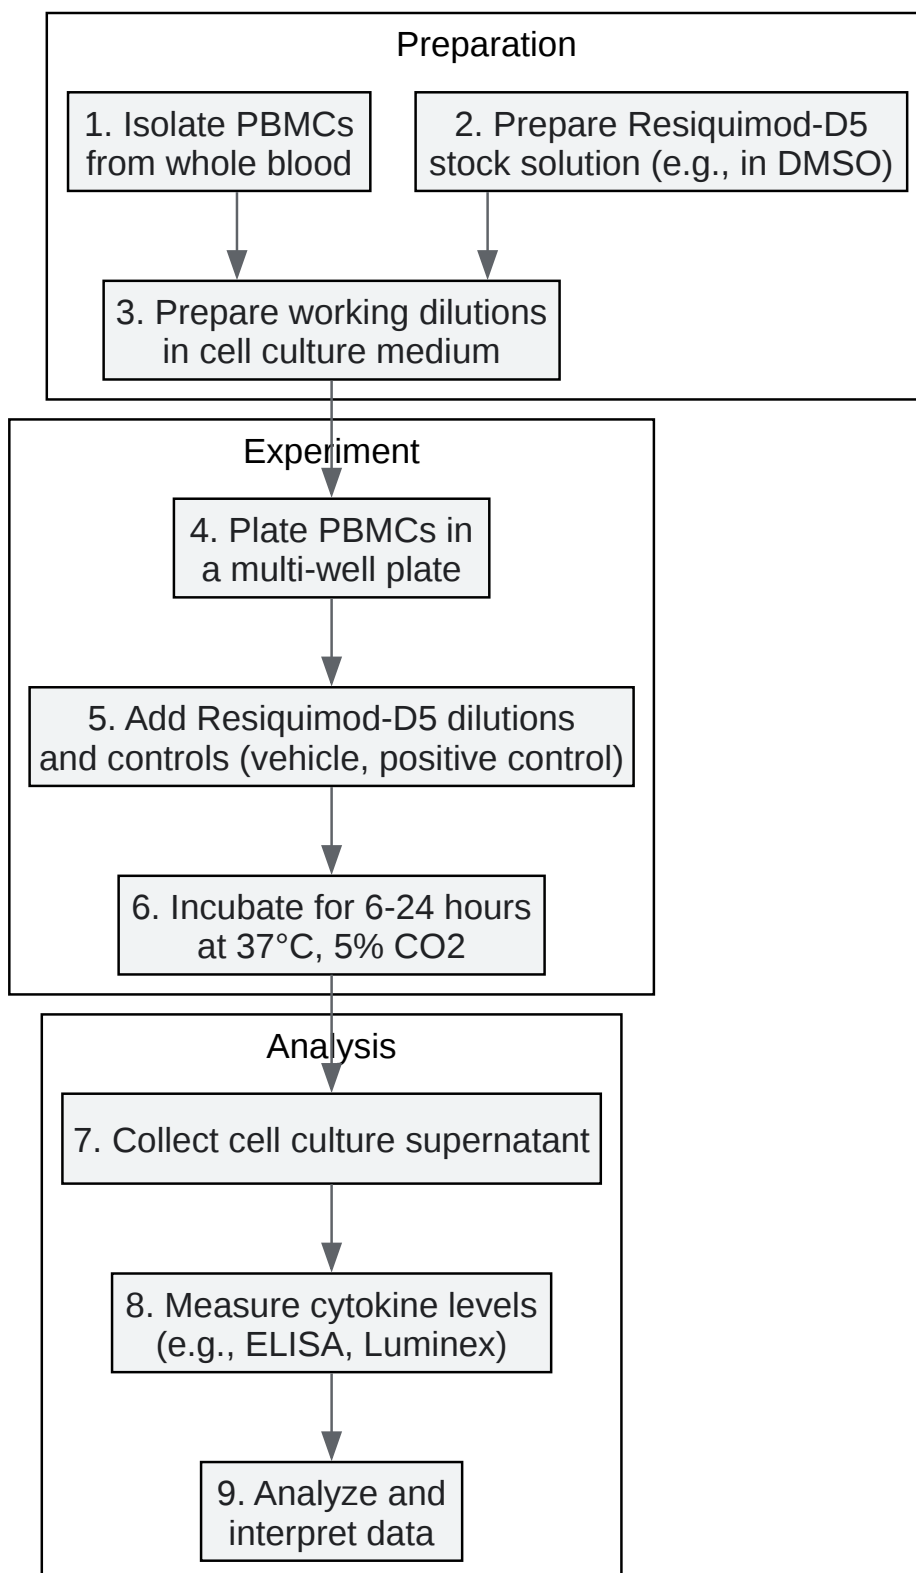 Preparation
1. Isolate PBMCs
from whole blood
2. Prepare Resiquimod-D5
stock solution (e.g., in DMSO)
3. Prepare working dilutions
in cell culture medium
Experiment
4. Plate PBMCs in
a multi-well plate
5. Add Resiquimod-D5 dilutions
and controls (vehicle, positive control)
6. Incubate for 6-24 hours
at 37°C, 5% CO2
Analysis
7. Collect cell culture supernatant
8. Measure cytokine levels
(e.g., ELISA, Luminex)
9. Analyze and
interpret data